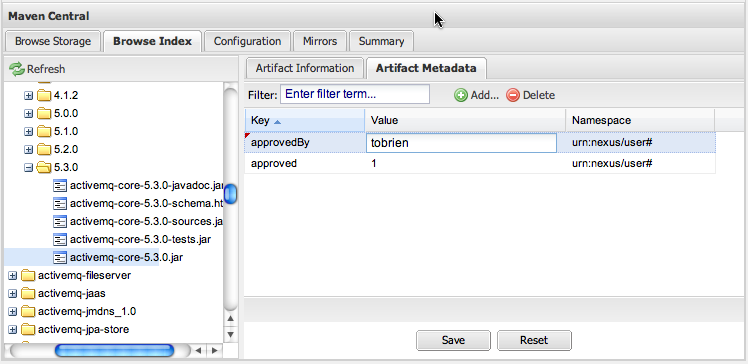 Maven Central
Browse Storage Browse Index Configuration Mirrors Summary
Refresh
4.1.2
5.0.0
5.1.0
5.2.0
5.3.0
activemq-core-5.3.0-javadoc.jar
activemq-core-5.3.0-schema.ht
activemq-core-5.3.0-sources.ja
activemq-core-5.3.0-tests.jar
activemq-core-5.3.0.jar
activemq-fileserver
activemq-jaas
activemq-jmdns_1.0
activemq-jpa-store
Artifact Information Artifact Metadata
Filter: Enter filter term... Add... Delete
Key Value Namespace
approvedBy tobrien urn:nexus/user#
approved 1 urn:nexus/user#
Save Reset